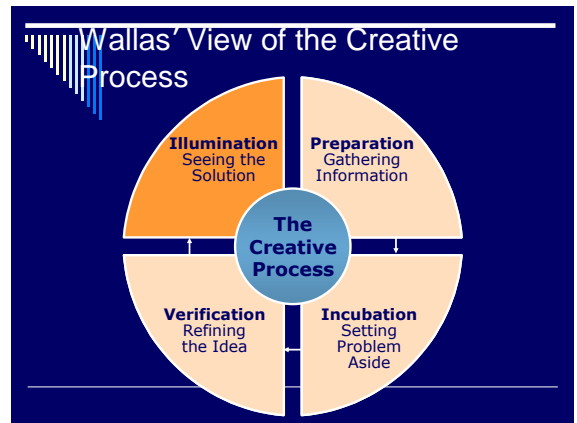 Wallas’ View of the Creative
Process
Illumination
Seeing the
Solution
Preparation
Gathering
Information
The
Creative
Process
Verification
Refining
the Idea
Incubation
Setting
Problem
Aside